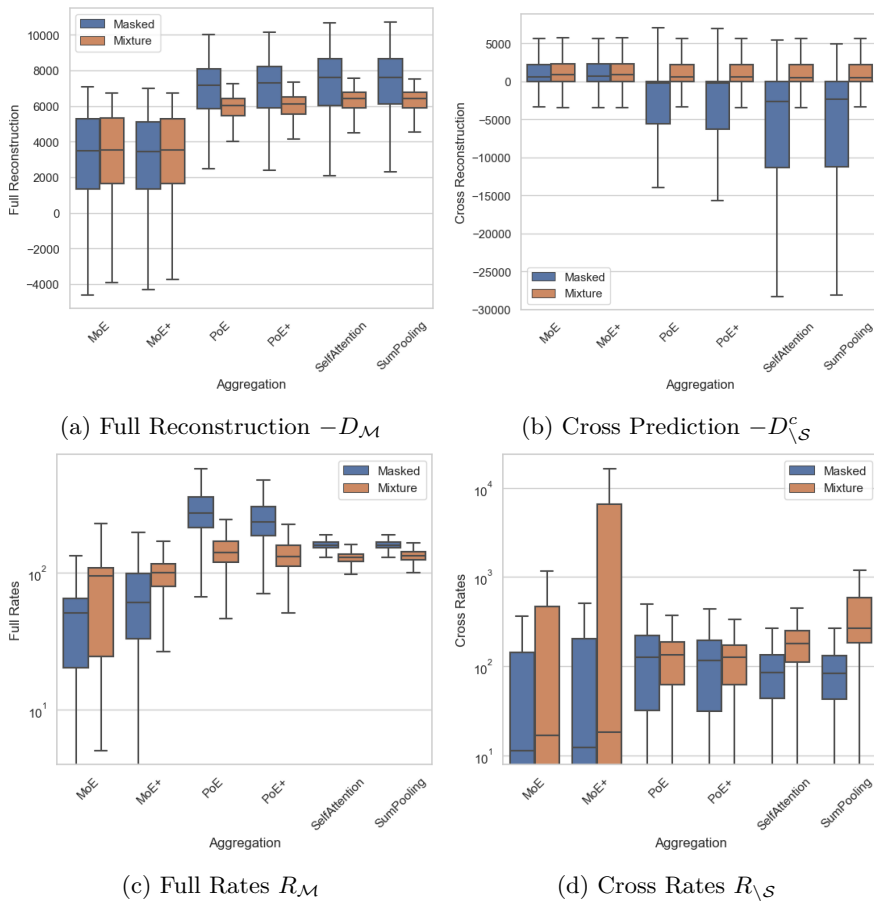 Masked
Mixture
10000
8000
6000
4000
2000
0
−2000
−4000
Full Reconstruction
MoE
MoE+
PoE
PoE+
SelfAttention
SumPooling
Aggregation
(a) Full Reconstruction −D_M
5000
0
−5000
−10000
−15000
−20000
−25000
−30000
Cross Reconstruction
Masked
Mixture
MoE
MoE+
PoE
PoE+
SelfAttention
SumPooling
Aggregation
(b) Cross Prediction −D^c_{\S}
Masked
Mixture
10^2
10^1
Full Rates
MoE
MoE+
PoE
PoE+
SelfAttention
SumPooling
Aggregation
(c) Full Rates R_M
Masked
Mixture
10^4
10^3
10^2
10^1
Cross Rates
MoE
MoE+
PoE
PoE+
SelfAttention
SumPooling
Aggregation
(d) Cross Rates R_{\S}